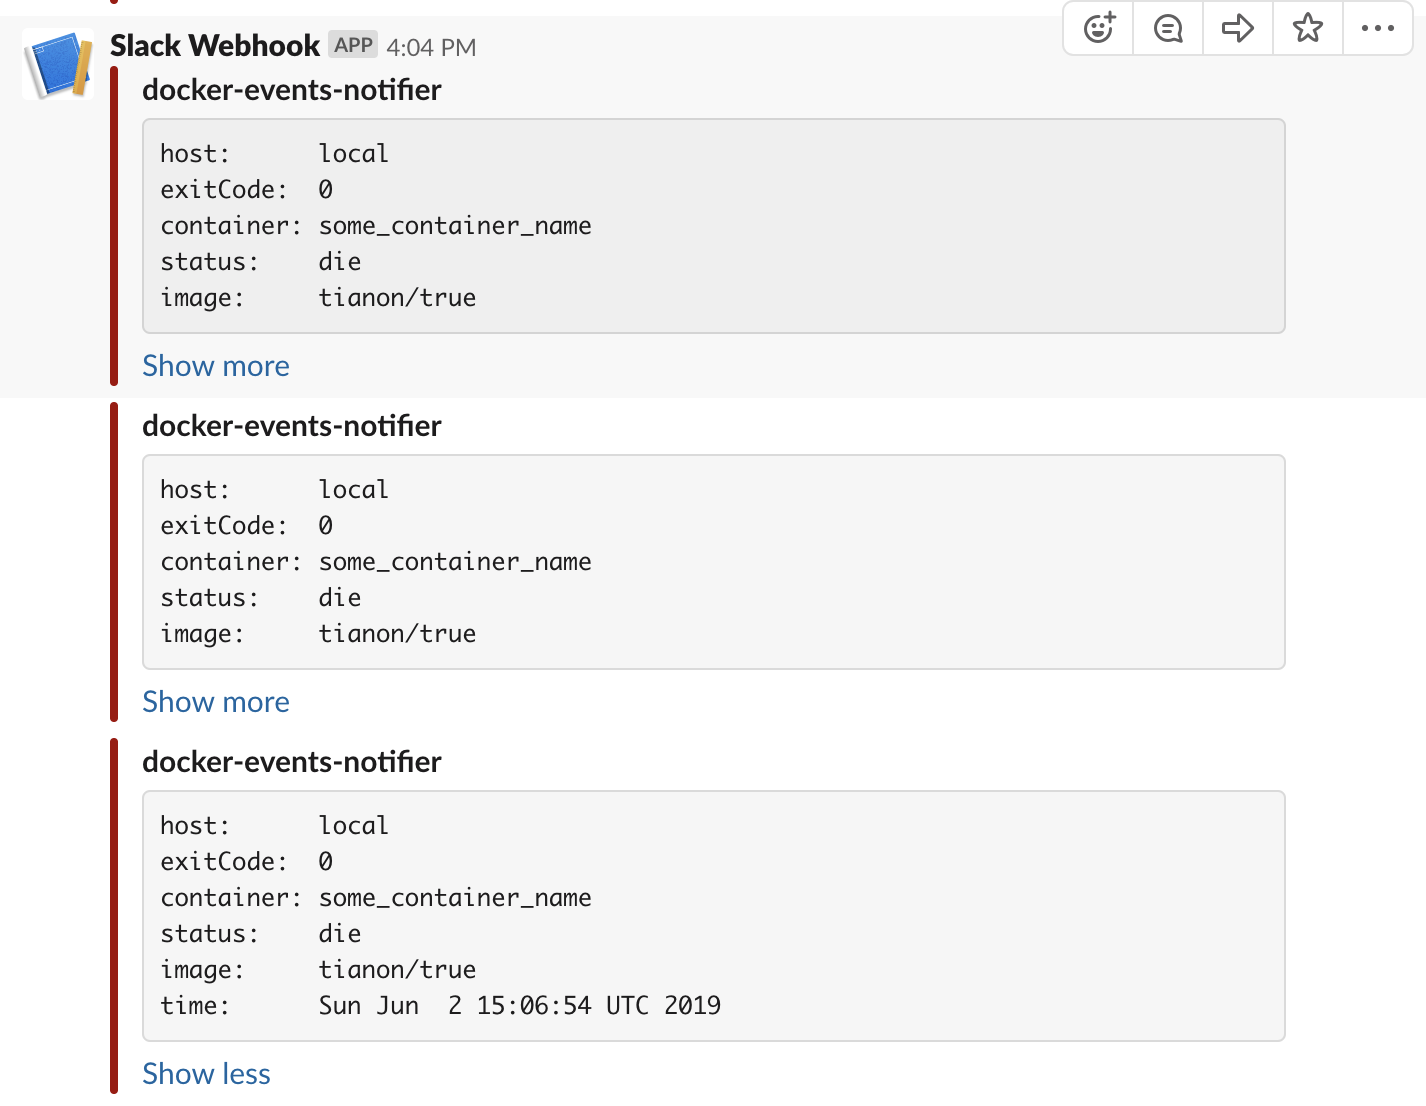 Slack Webhook APP 4:04 PM
docker-events-notifier
host:      local
exitCode:  0
container: some_container_name
status:    die
image:     tianon/true
Show more
docker-events-notifier
host:      local
exitCode:  0
container: some_container_name
status:    die
image:     tianon/true
Show more
docker-events-notifier
host:      local
exitCode:  0
container: some_container_name
status:    die
image:     tianon/true
time:      Sun Jun  2 15:06:54 UTC 2019
Show less